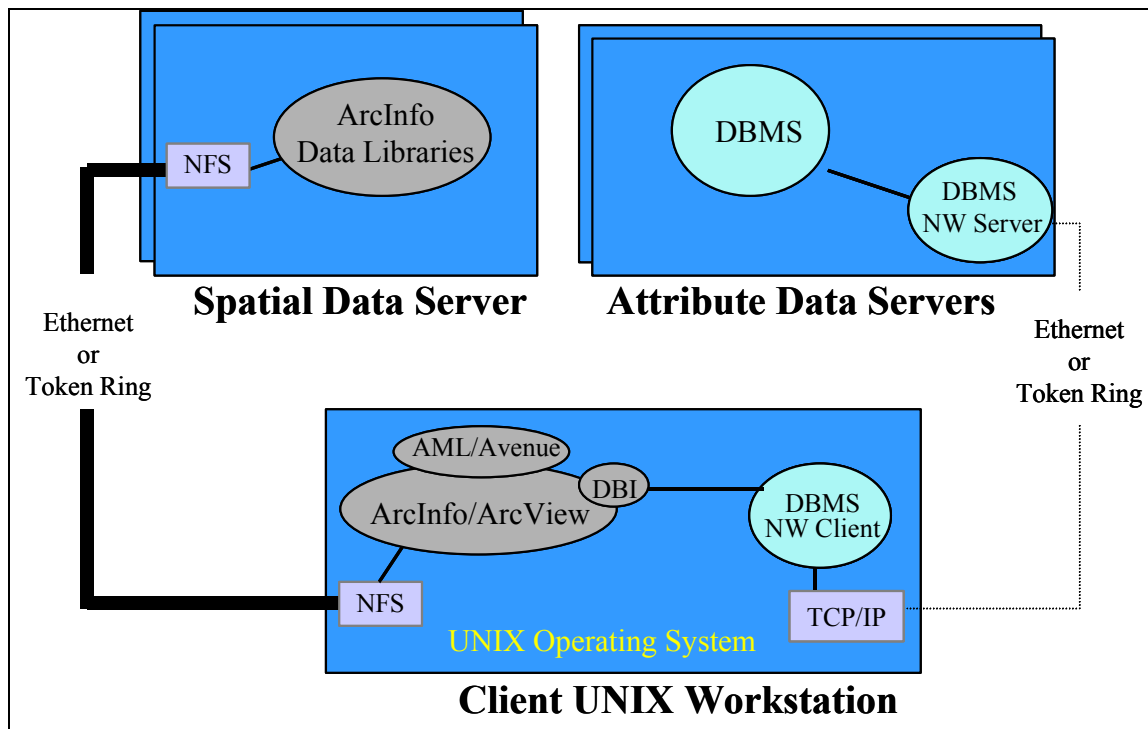 ArcInfo
Data Libraries
NFS
Spatial Data Server
DBMS
DBMS
NW Server
Attribute Data Servers
Ethernet
or
Token Ring
Ethernet
or
Token Ring
AML/Avenue
DBI
ArcInfo/ArcView
DBMS
NW Client
NFS
TCP/IP
UNIX Operating System
Client UNIX Workstation